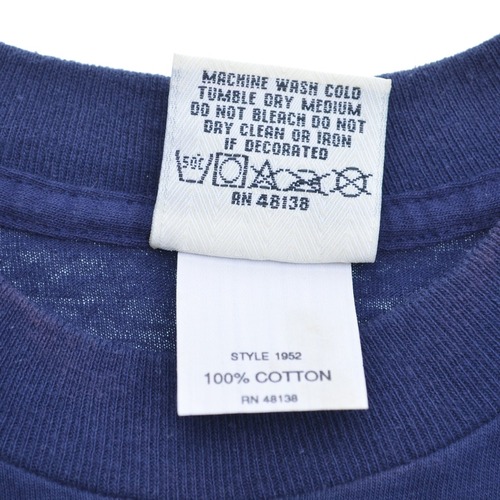 MACHINE WASH COLD
TUMBLE DRY MEDIUM
DO NOT BLEACH DO NOT
DRY CLEAN OR IRON
IF DECORATED
50C
RN 48138
STYLE 1952
100% COTTON
RN 48138